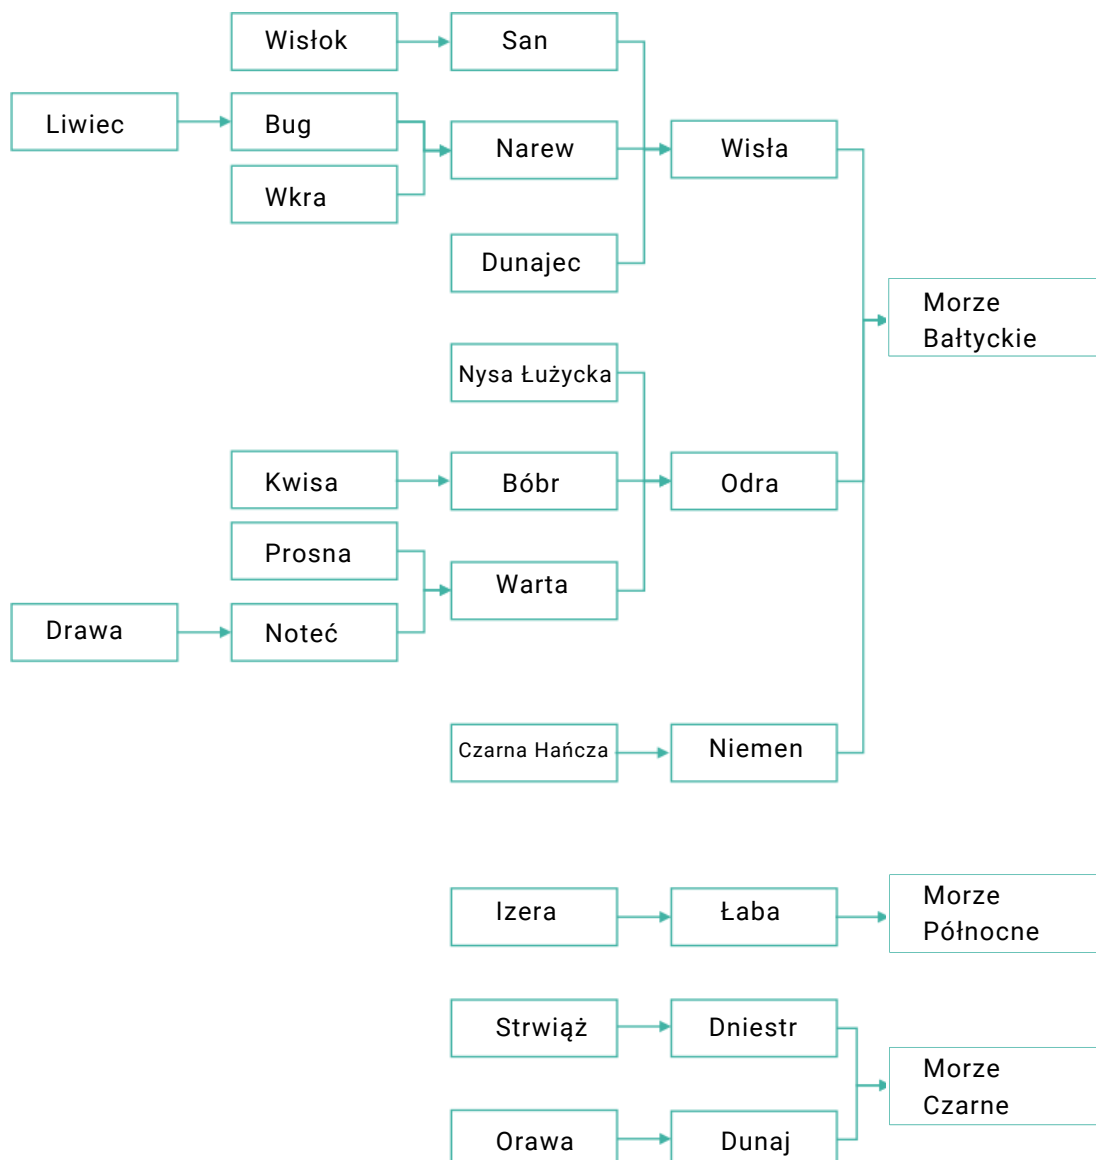 Wisłok
San
Liwiec
Bug
Narew
Wisła
Wkra
Dunajec
Morze
Bałtyckie
Nysa Łużycka
Kwisa
Bóbr
Odra
Prosna
Warta
Drawa
Noteć
Czarna Hańcza
Niemen
Izera
Łaba
Morze
Północne
Strwiąż
Dniestr
Morze
Czarne
Orawa
Dunaj